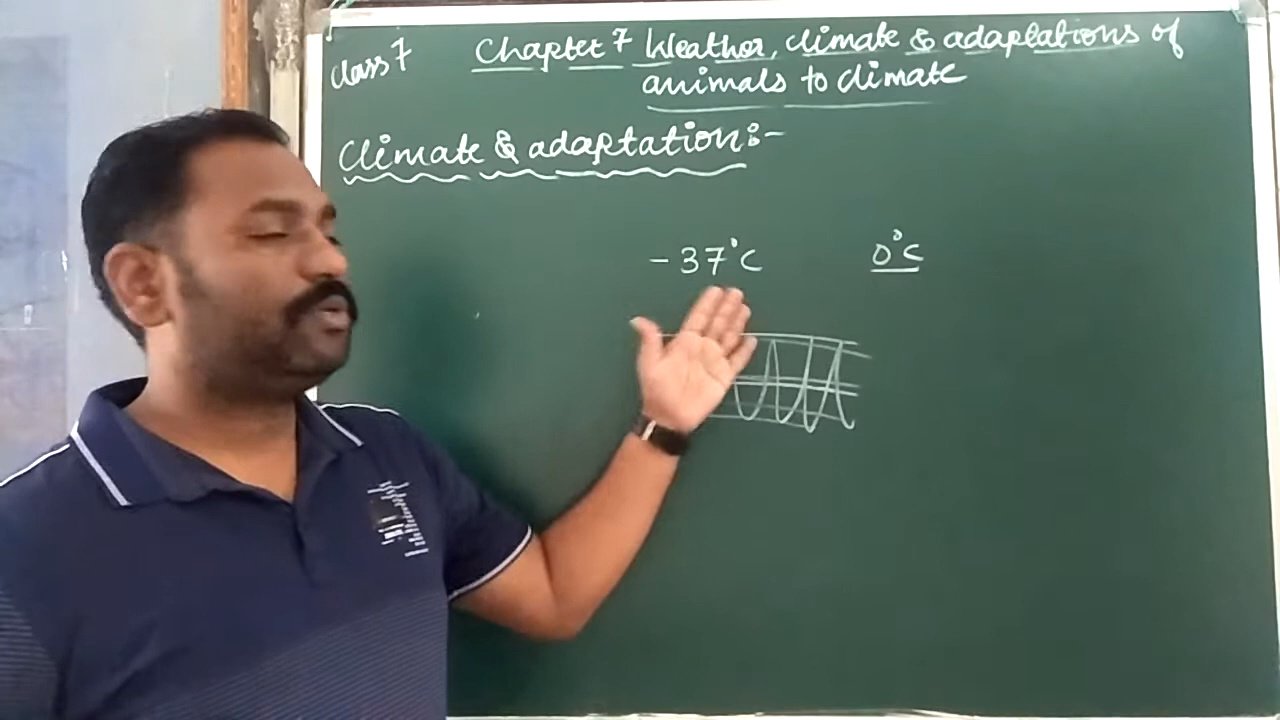 Class 7
Chapter 7 Weather, climate & adaptations of
animals to climate
Climate & adaptation:-
-37°C 0°C